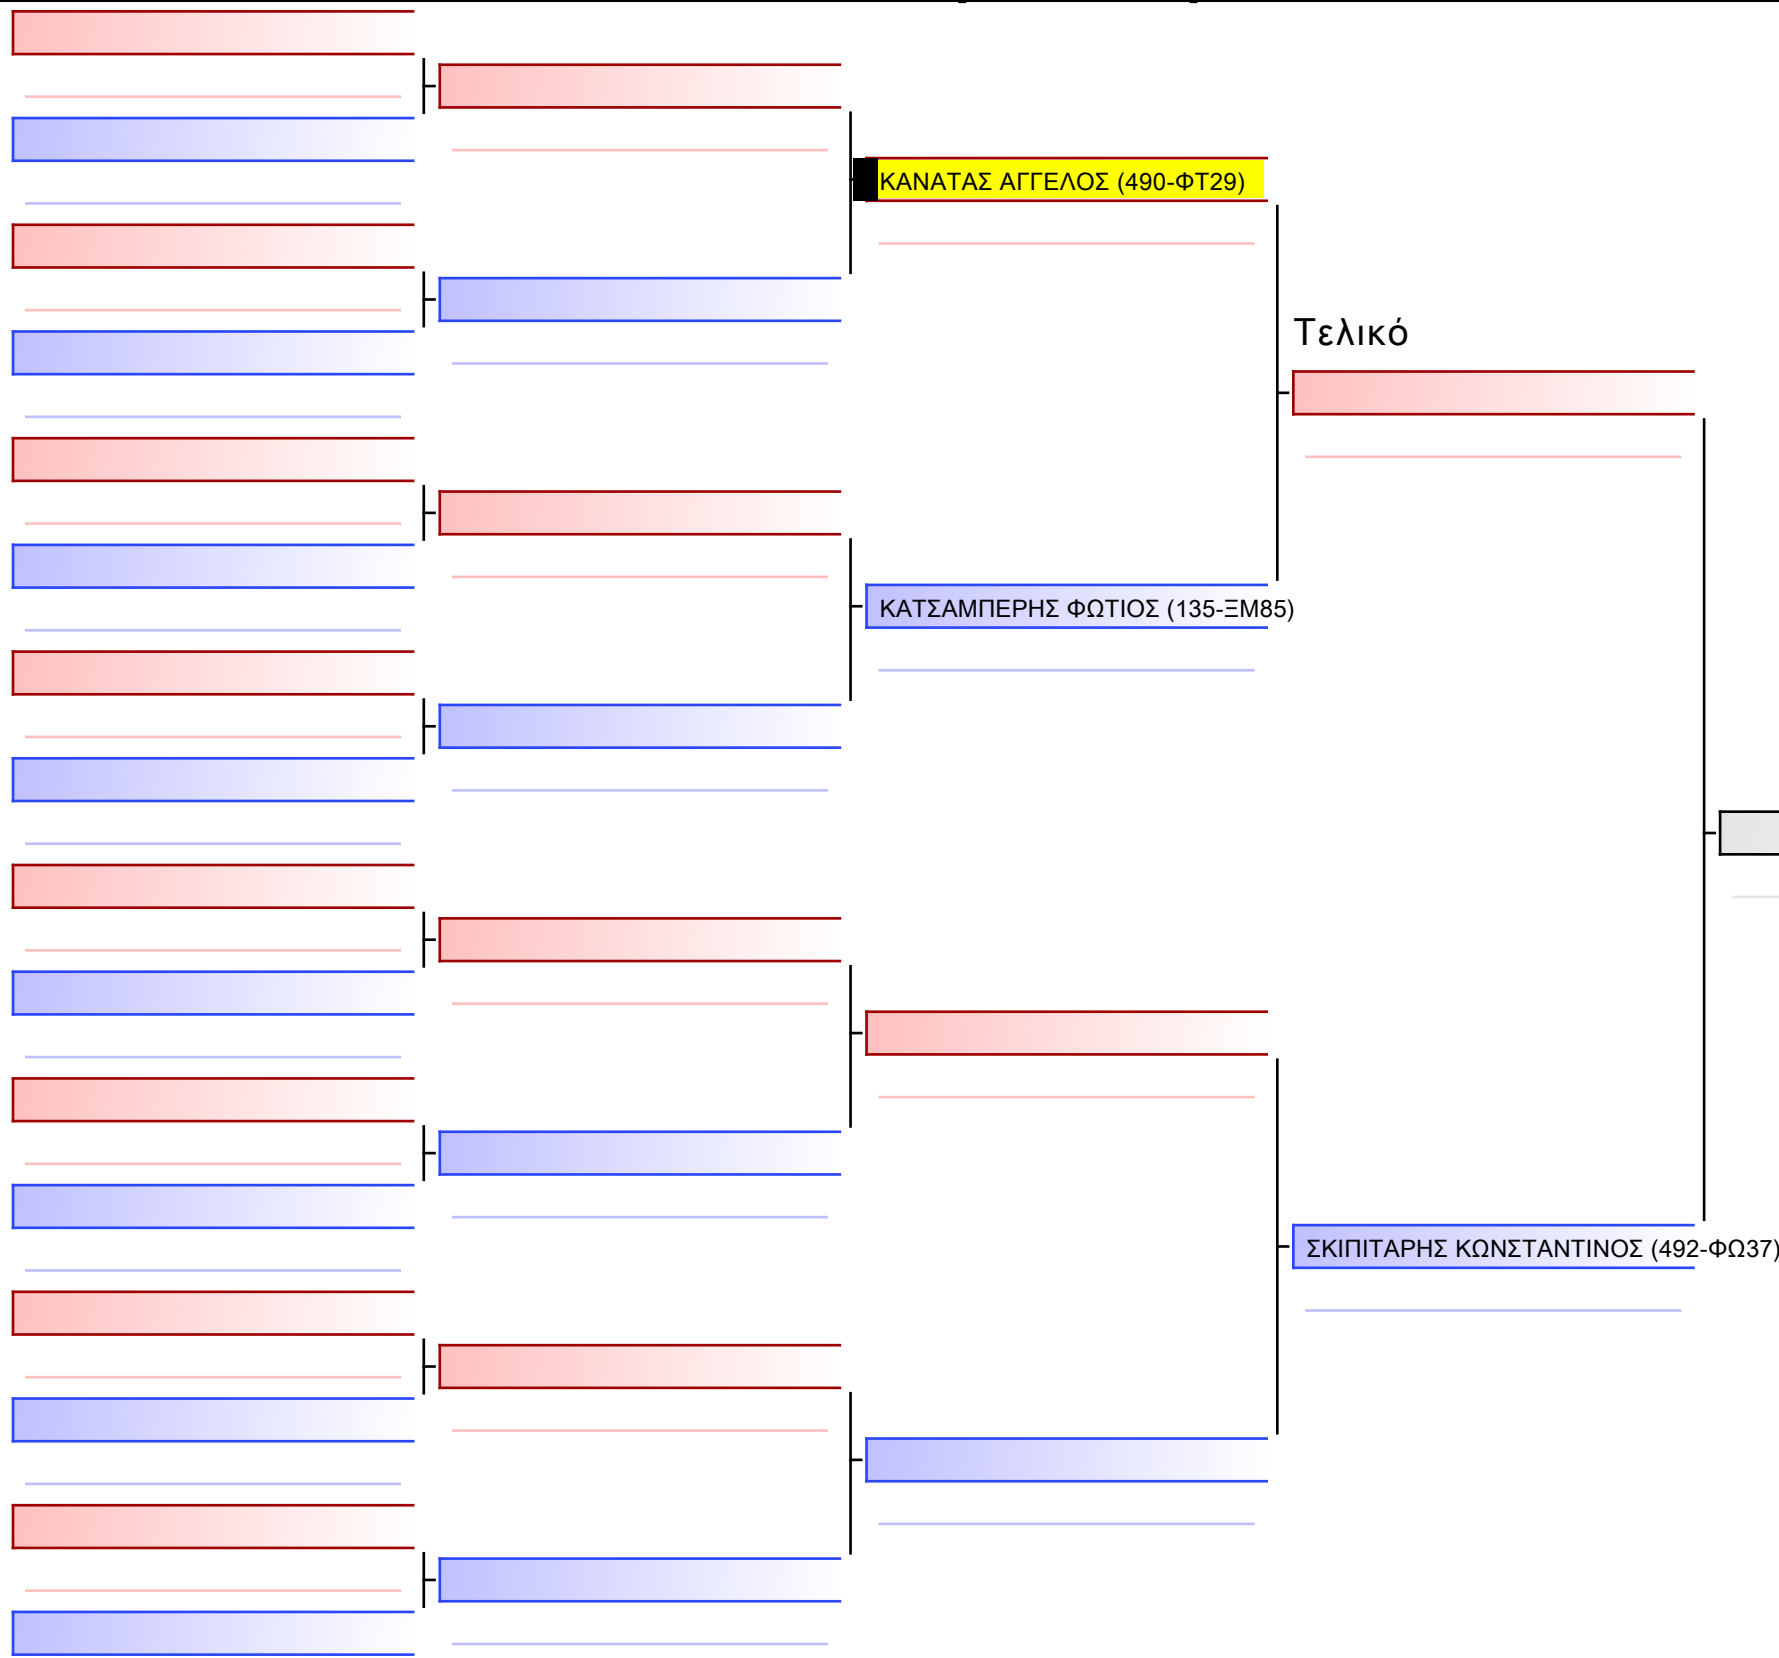 ΚΑΝΑΤΑΣ ΑΓΓΕΛΟΣ (490-ΦΤ29)
Τελικό
ΚΑΤΣΑΜΠΕΡΗΣ ΦΩΤΙΟΣ (135-ΞΜ85)
ΣΚΙΠΙΤΑΡΗΣ ΚΩΝΣΤΑΝΤΙΝΟΣ (492-ΦΩ37)